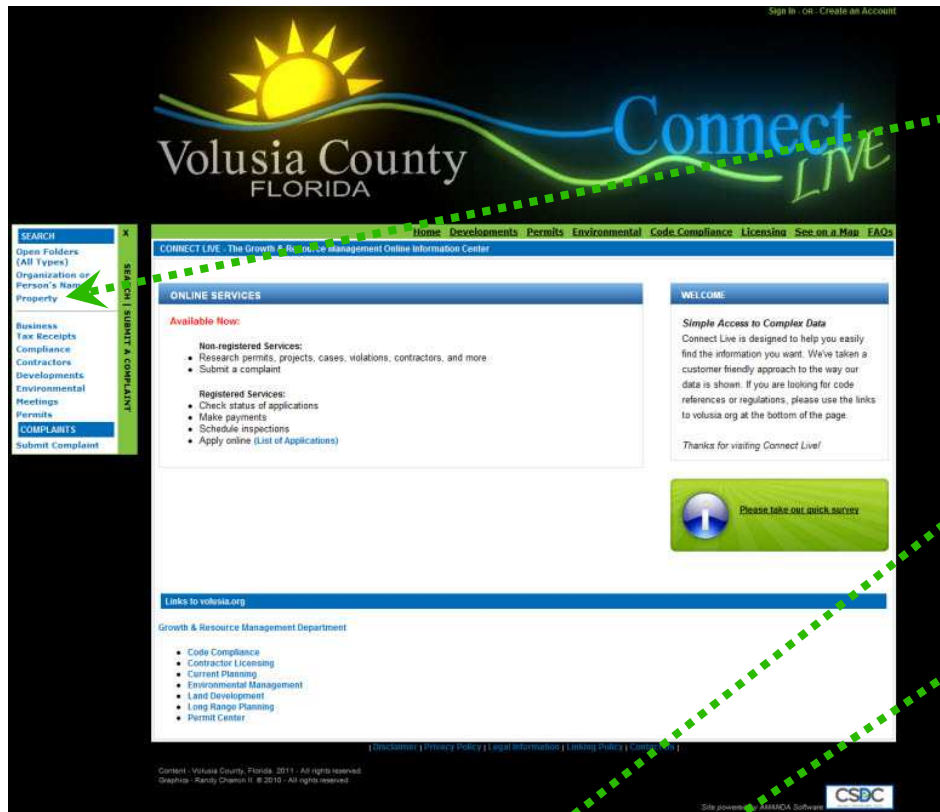 Sign In - OR - Create an Account
Volusia County
FLORIDA
Connect
LIVE
SEARCH
X
Open Folders
(All Types)
Organization or
Person's Name
Property
Business
Tax Receipts
Compliance
Contractors
Developments
Environmental
Meetings
Permits
COMPLAINTS
Submit Complaint
SEARCH | SUBMIT A COMPLAINT
Home Developments Permits Environmental Code Compliance Licensing See on a Map FAQs
CONNECT LIVE - The Growth & Resource Management Online Information Center
ONLINE SERVICES
Available Now:
Non-registered Services:
• Research permits, projects, cases, violations, contractors, and more
• Submit a complaint
Registered Services:
• Check status of applications
• Make payments
• Schedule inspections
• Apply online (List of Applications)
WELCOME
Simple Access to Complex Data
Connect Live is designed to help you easily
find the information you want. We've taken a
customer friendly approach to the way our
data is shown. If you are looking for code
references or regulations, please use the links
to volusia.org at the bottom of the page.
Thanks for visiting Connect Live!
Please take our quick survey
Links to volusia.org
Growth & Resource Management Department
• Code Compliance
• Contractor Licensing
• Current Planning
• Environmental Management
• Land Development
• Long Range Planning
• Permit Center
| Disclaimer | Privacy Policy | Legal Information | Linking Policy | Contact Us |
Content - Volusia County, Florida. 2011 - All rights reserved.
Graphics - Randy Chamon II © 2010 - All rights reserved.
Site powered by AMANDA Software
CSDC